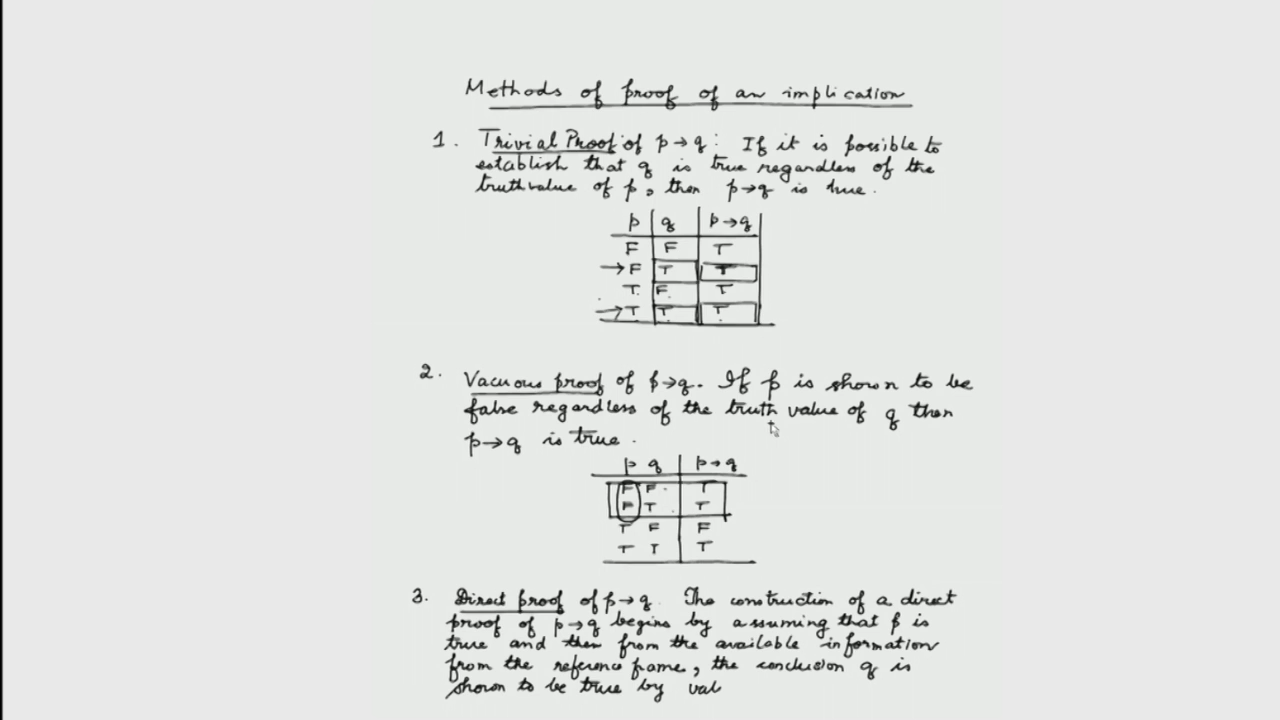 Methods of proof of an implication
1. Trivial Proof of p→q: If it is possible to
establish that q is true regardless of the
truth value of p, then p→q is true.
p q p→q
F F T
→ F T T
T F T
→ T T T
2. Vacuous proof of p→q. If p is shown to be
false regardless of the truth value of q then
p→q is true.
p q p→q
F F T
F T T
T F F
T T T
3. Direct proof of p→q. The construction of a direct
proof of p→q begins by assuming that p is
true and then from the available information
from the reference frame, the conclusion q is
shown to be true by val